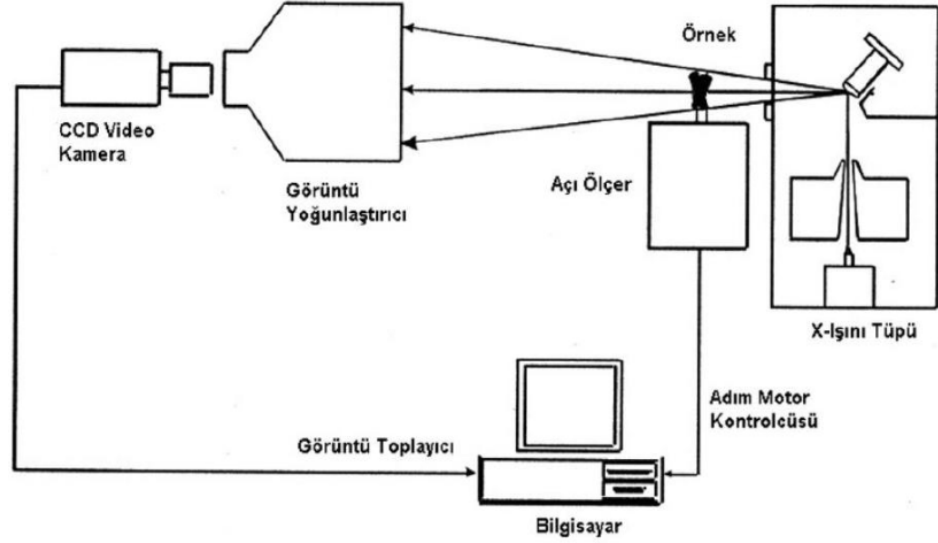 Örnek
CCD Video
Kamera
Görüntü
Yoğunlaştırıcı
Açı Ölçer
X-Işını Tüpü
Adım Motor
Kontrolcüsü
Görüntü Toplayıcı
Bilgisayar